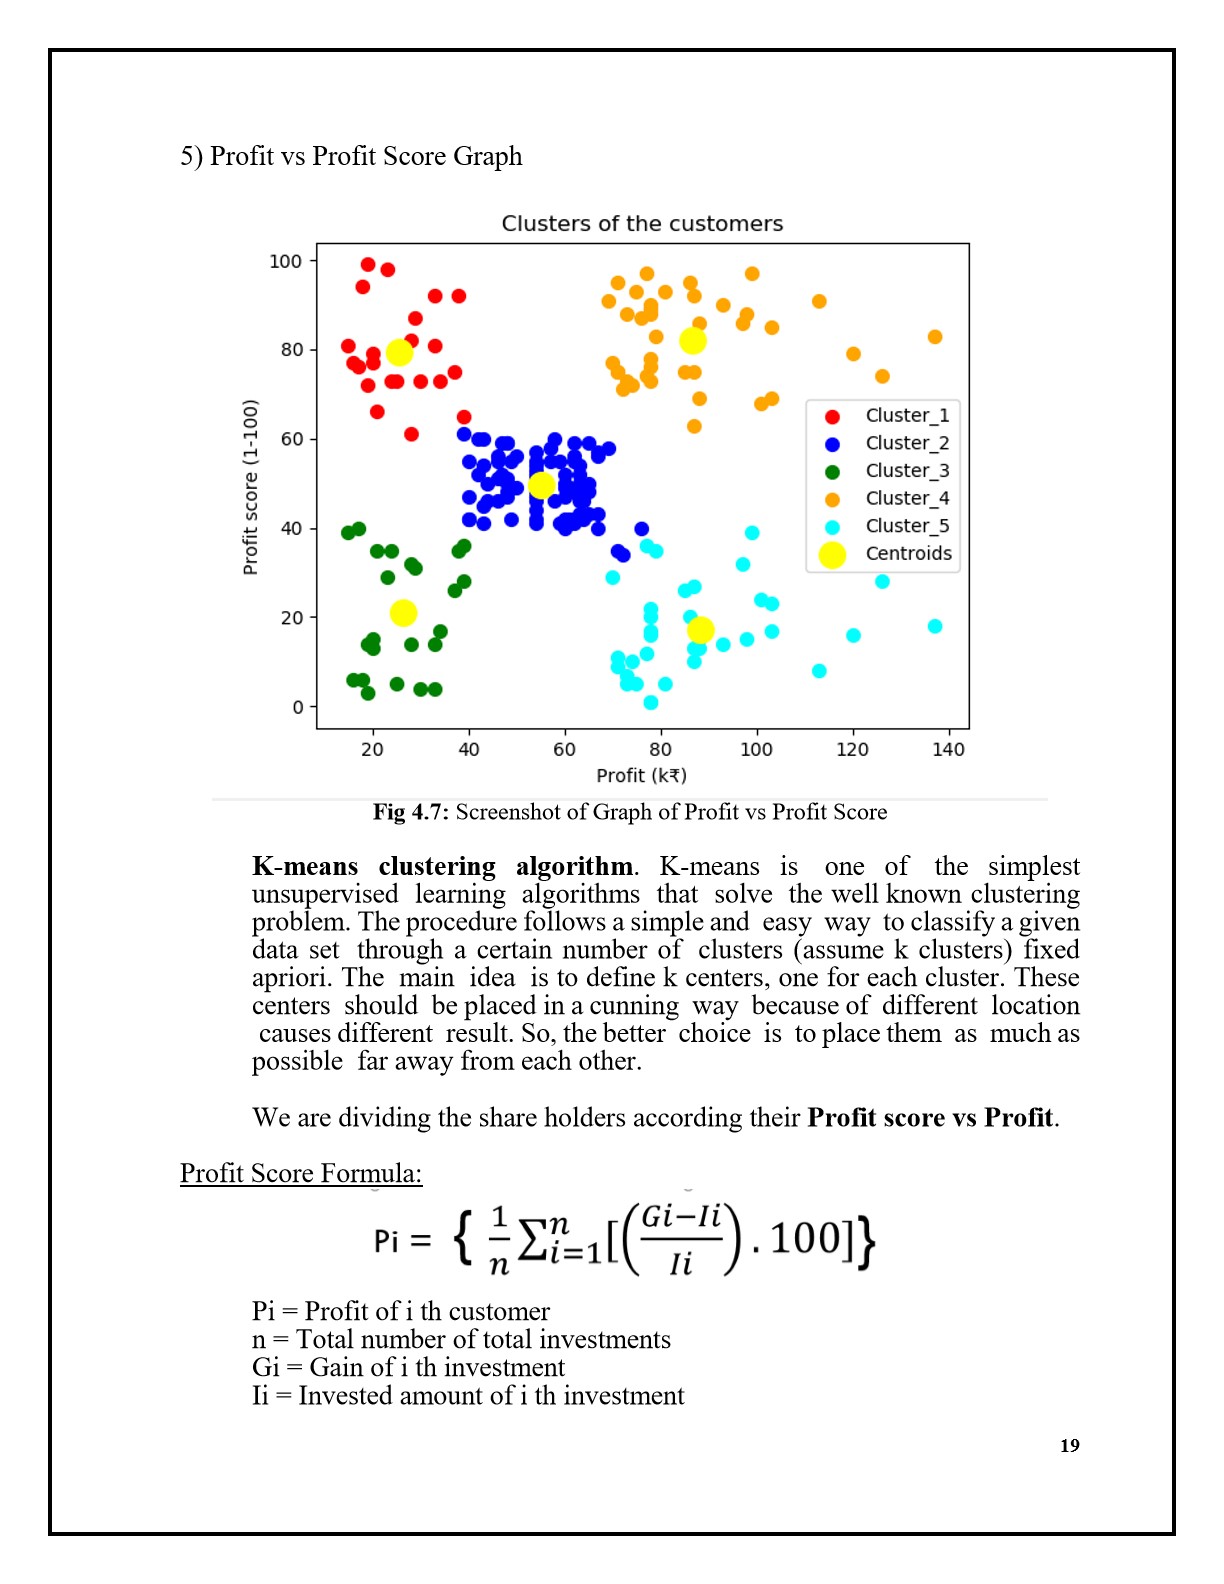 5) Profit vs Profit Score Graph
Clusters of the customers
Profit score (1-100)
100
80
60
40
20
0
Cluster_1
Cluster_2
Cluster_3
Cluster_4
Cluster_5
Centroids
20 40 60 80 100 120 140
Profit (k₹)
Fig 4.7: Screenshot of Graph of Profit vs Profit Score
K-means clustering algorithm. K-means is one of the simplest
unsupervised learning algorithms that solve the well known clustering
problem. The procedure follows a simple and easy way to classify a given
data set through a certain number of clusters (assume k clusters) fixed
apriori. The main idea is to define k centers, one for each cluster. These
centers should be placed in a cunning way because of different location
causes different result. So, the better choice is to place them as much as
possible far away from each other.
We are dividing the share holders according their Profit score vs Profit.
Profit Score Formula:
Pi = { 1/n ∑ⁿᵢ₌₁[((Gi−Ii)/Ii) . 100]}
Pi = Profit of i th customer
n = Total number of total investments
Gi = Gain of i th investment
Ii = Invested amount of i th investment
19